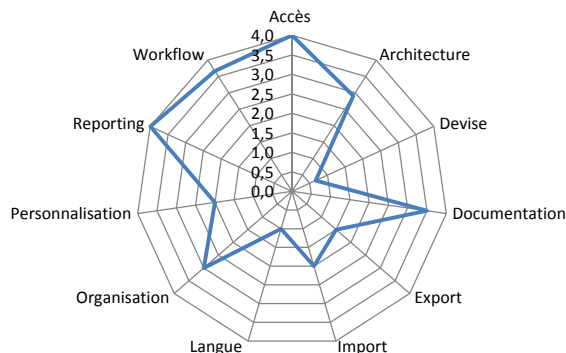 Accès
4,0
3,5
3,0
2,5
2,0
1,5
1,0
0,5
0,0
Architecture
Devise
Documentation
Export
Import
Langue
Organisation
Personnalisation
Reporting
Workflow